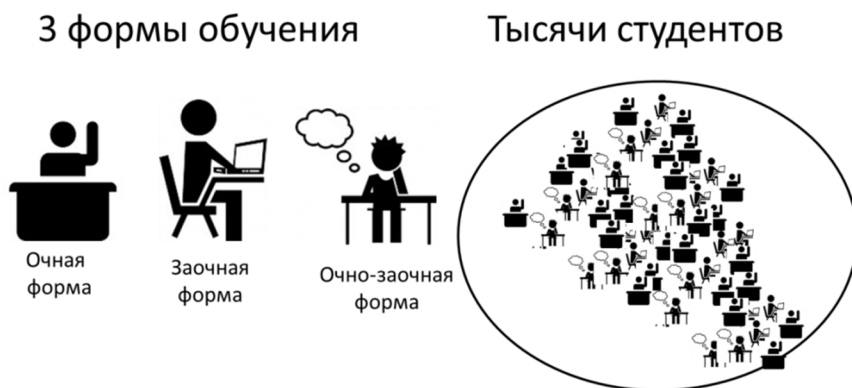 3 формы обучения
Тысячи студентов
Очная
форма
Заочная
форма
Очно-заочная
форма